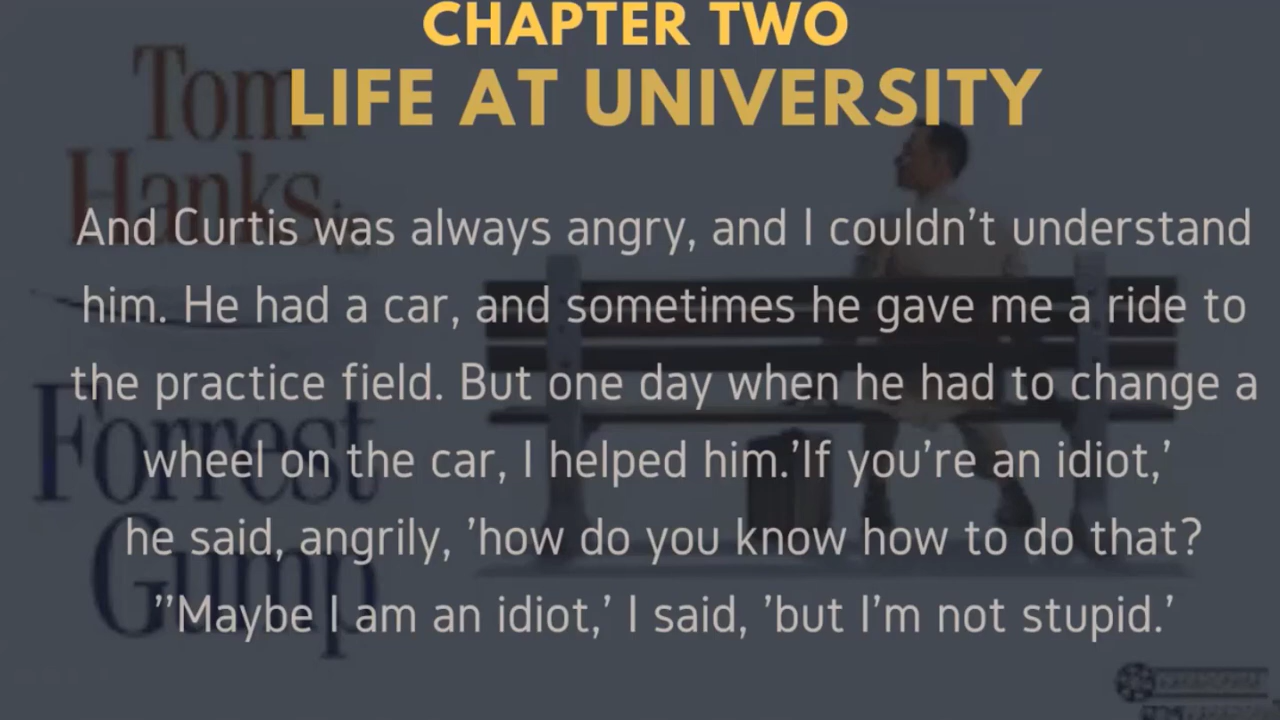 CHAPTER TWO
LIFE AT UNIVERSITY
Tom
Hanks is
Forrest
Gump
And Curtis was always angry, and I couldn’t understand
him. He had a car, and sometimes he gave me a ride to
the practice field. But one day when he had to change a
wheel on the car, I helped him.’If you’re an idiot,’
he said, angrily, ’how do you know how to do that?
’’Maybe I am an idiot,’ I said, ’but I’m not stupid.’